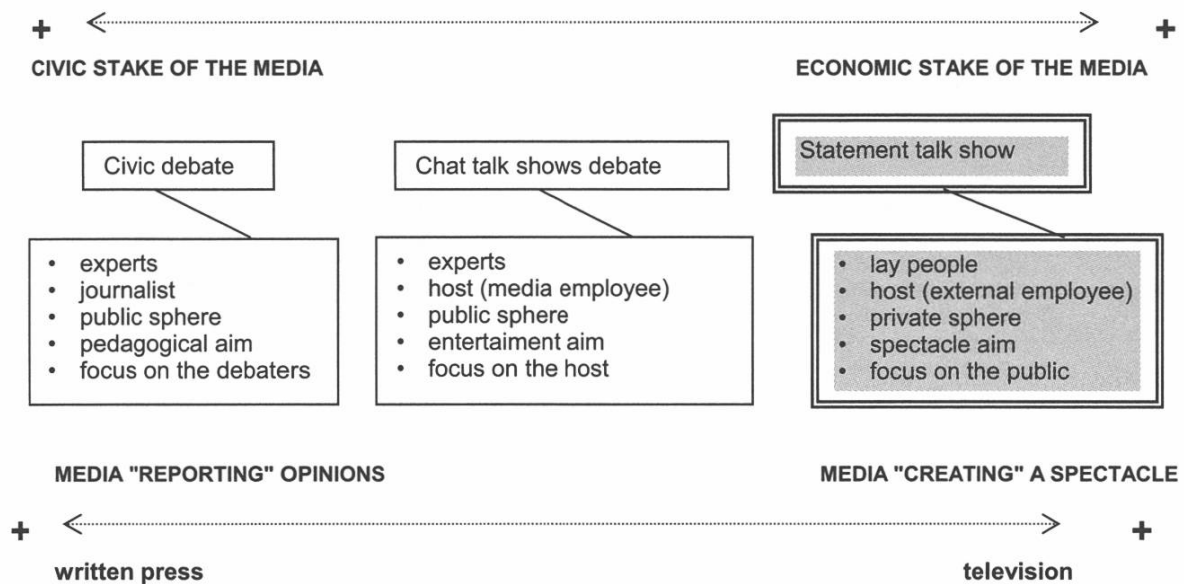 + +
CIVIC STAKE OF THE MEDIA
ECONOMIC STAKE OF THE MEDIA
Civic debate
Chat talk shows debate
Statement talk show
• experts
• journalist
• public sphere
• pedagogical aim
• focus on the debaters
• experts
• host (media employee)
• public sphere
• entertaiment aim
• focus on the host
• lay people
• host (external employee)
• private sphere
• spectacle aim
• focus on the public
MEDIA "REPORTING" OPINIONS
MEDIA "CREATING" A SPECTACLE
+ +
written press
television